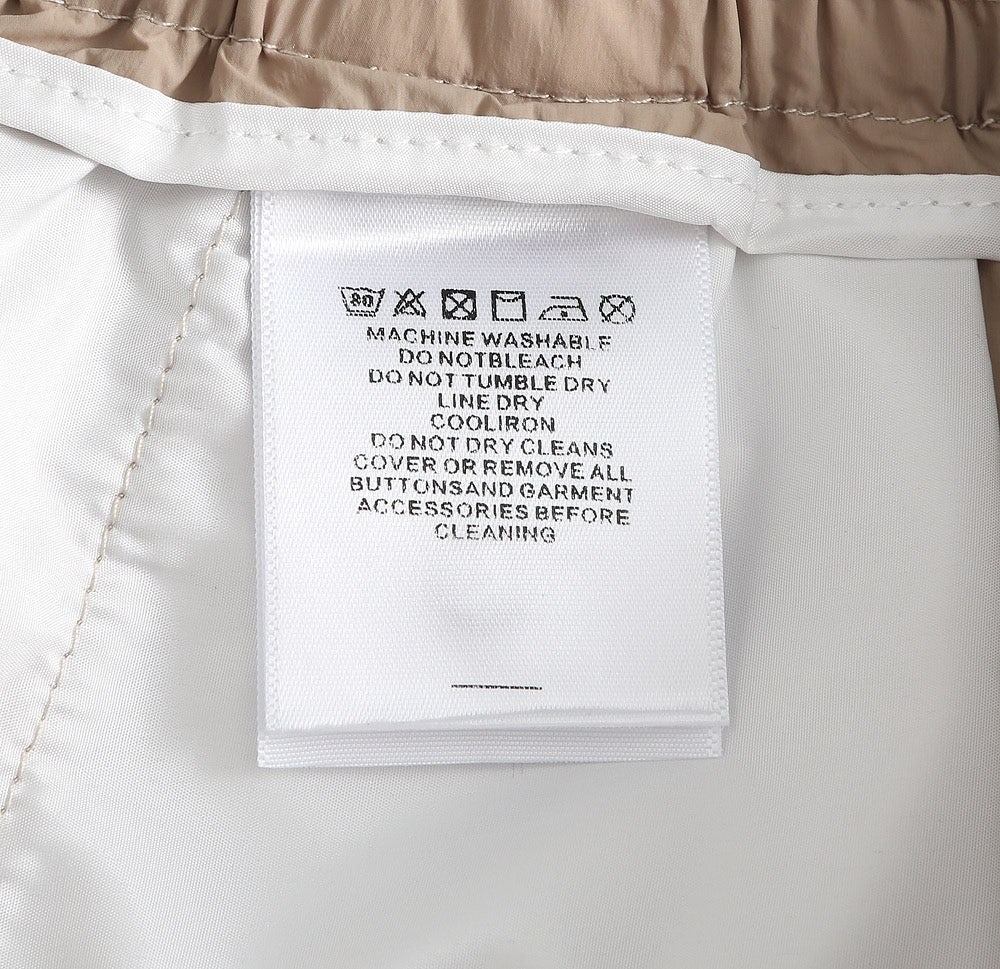 80
MACHINE WASHABLE
DO NOTBLEACH
DO NOT TUMBLE DRY
LINE DRY
COOLIRON
DO NOT DRY CLEANS
COVER OR REMOVE ALL
BUTTONSAND GARMENT
ACCESSORIES BEFORE
CLEANING